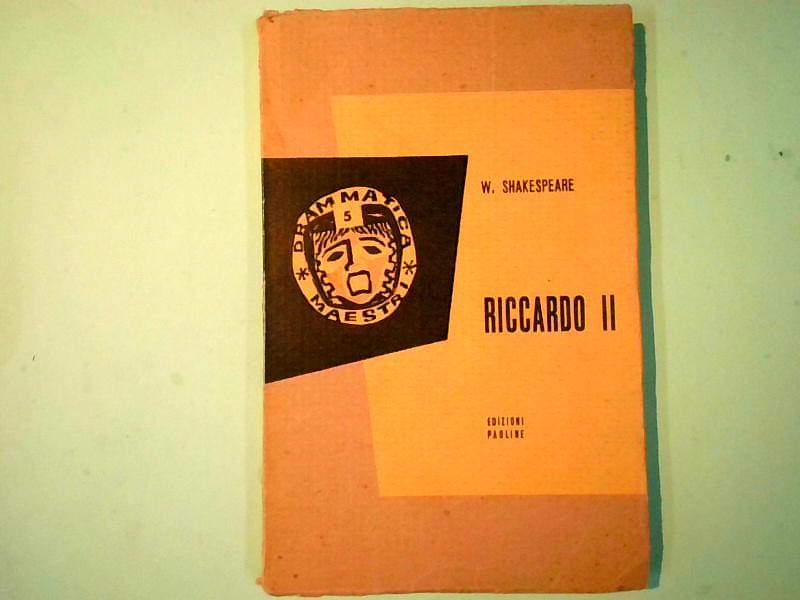 W. SHAKESPEARE
DRAMMATICA
5
MAESTRI
RICCARDO II
EDIZIONI
PAOLINE